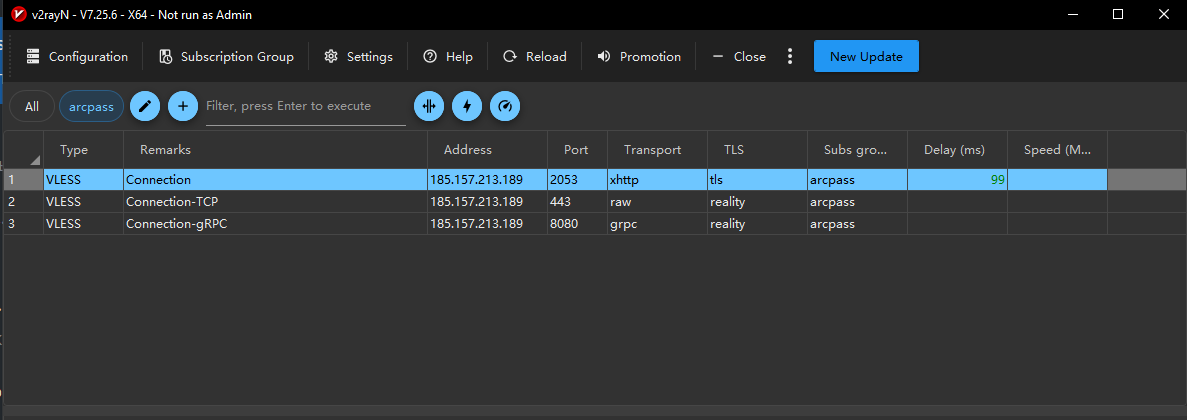 v2rayN - V7.25.6 - X64 - Not run as Admin
Configuration Subscription Group Settings Help Reload Promotion Close New Update
All arcpass Filter, press Enter to execute
Type Remarks Address Port Transport TLS Subs gro... Delay (ms) Speed (M...
1 VLESS Connection 185.157.213.189 2053 xhttp tls arcpass 99
2 VLESS Connection-TCP 185.157.213.189 443 raw reality arcpass
3 VLESS Connection-gRPC 185.157.213.189 8080 grpc reality arcpass